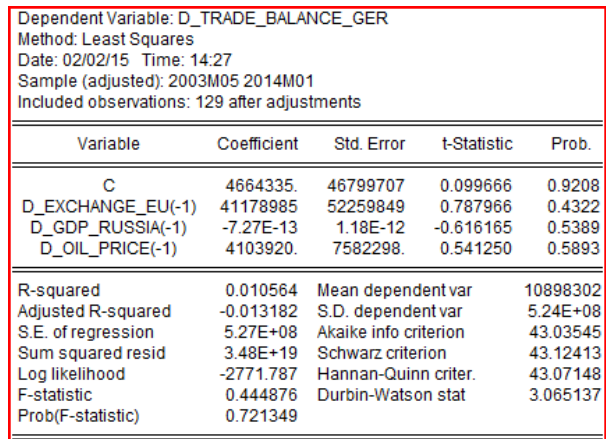 Dependent Variable: D_TRADE_BALANCE_GER
Method: Least Squares
Date: 02/02/15 Time: 14:27
Sample (adjusted): 2003M05 2014M01
Included observations: 129 after adjustments
Variable Coefficient Std. Error t-Statistic Prob.
C 4664335. 46799707 0.099666 0.9208
D_EXCHANGE_EU(-1) 41178985 52259849 0.787966 0.4322
D_GDP_RUSSIA(-1) -7.27E-13 1.18E-12 -0.616165 0.5389
D_OIL_PRICE(-1) 4103920. 7582298. 0.541250 0.5893
R-squared 0.010564 Mean dependent var 10898302
Adjusted R-squared -0.013182 S.D. dependent var 5.24E+08
S.E. of regression 5.27E+08 Akaike info criterion 43.03545
Sum squared resid 3.48E+19 Schwarz criterion 43.12413
Log likelihood -2771.787 Hannan-Quinn criter. 43.07148
F-statistic 0.444876 Durbin-Watson stat 3.065137
Prob(F-statistic) 0.721349